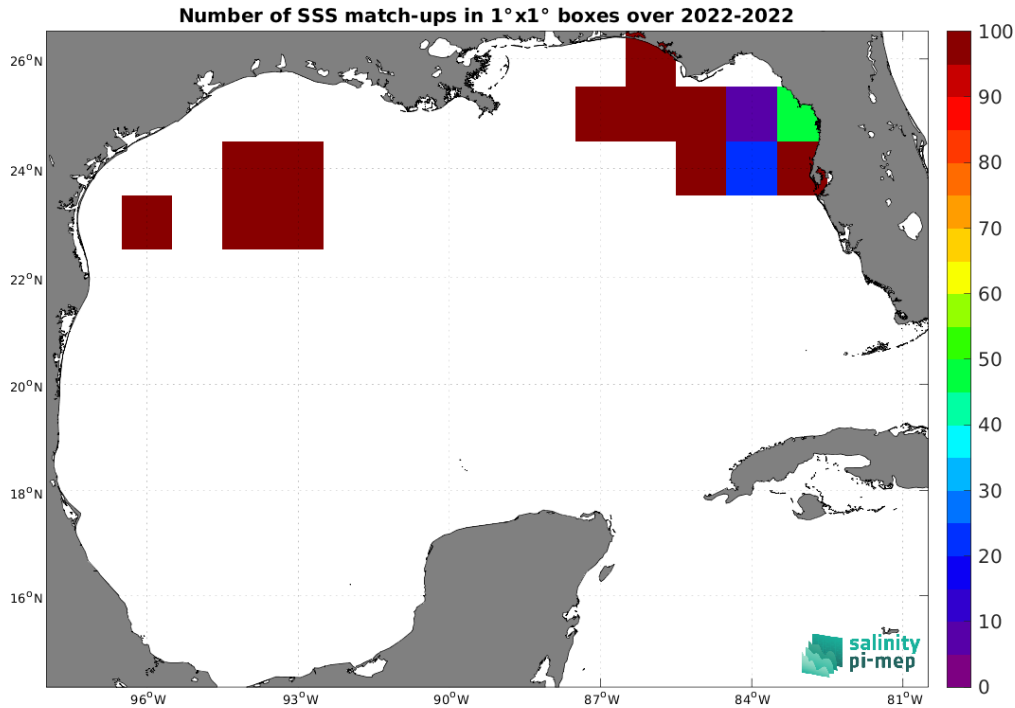 Number of SSS match-ups in 1°x1° boxes over 2022-2022
26°N
24°N
22°N
20°N
18°N
16°N
96°W
93°W
90°W
87°W
84°W
81°W
100
90
80
70
60
50
40
30
20
10
0
salinity
pi-mep